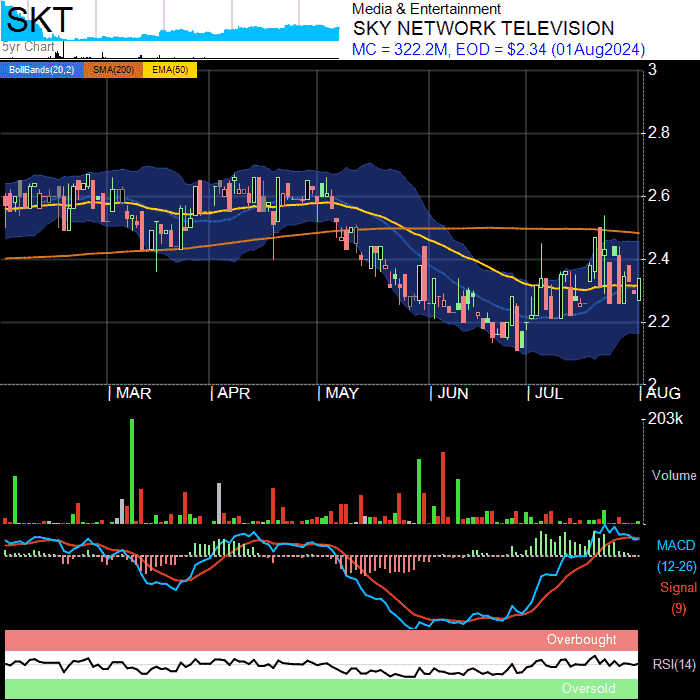 SKT
5yr Chart
Media & Entertainment
SKY NETWORK TELEVISION
MC = 322.2M, EOD = $2.34 (01Aug2024)
BollBands(20,2) SMA(200) EMA(50)
3
2.8
2.6
2.4
2.2
2
MAR APR MAY JUN JUL AUG
203k
Volume
MACD
(12-26)
Signal
(9)
Overbought
RSI(14)
Oversold